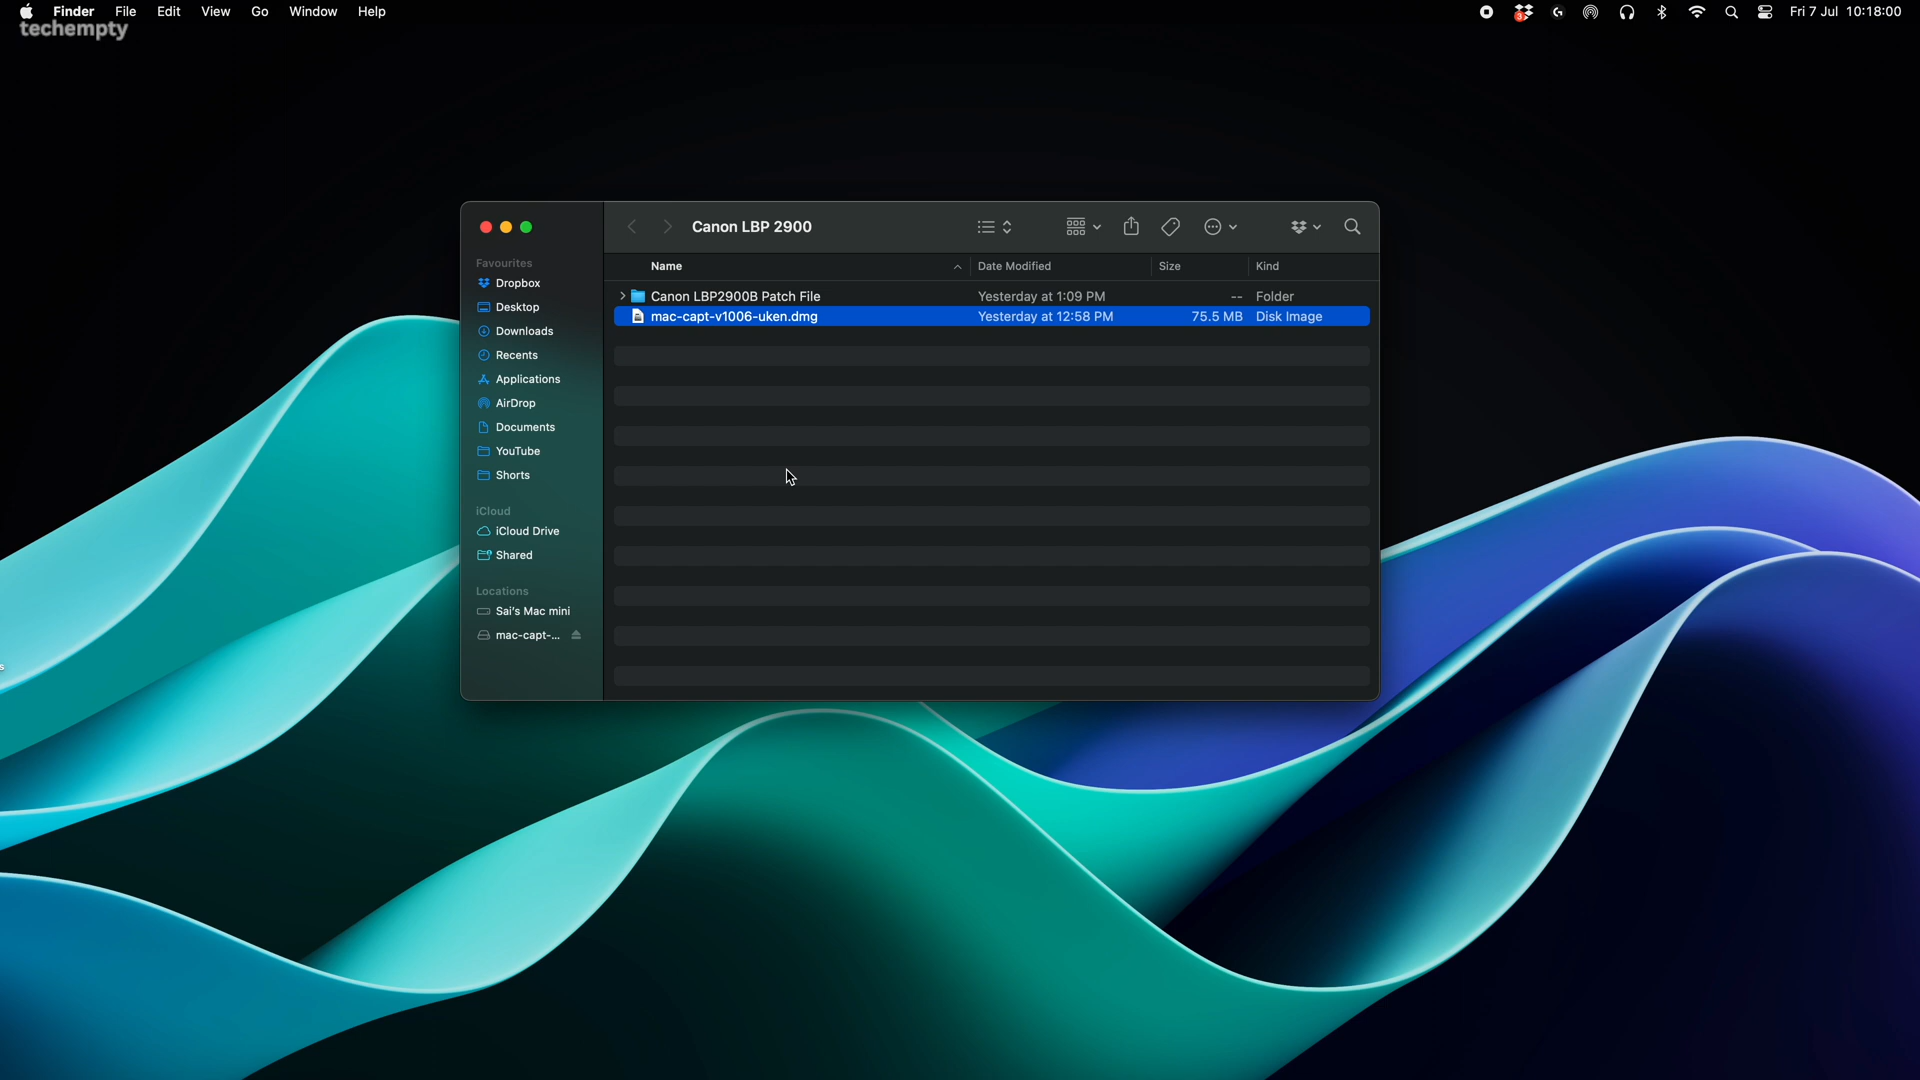 Finder File Edit View Go Window Help
3 Fri 7 Jul 10:18:00
techempty
Canon LBP 2900
Favourites
Dropbox
Desktop
Downloads
Recents
Applications
AirDrop
Documents
YouTube
Shorts
iCloud
iCloud Drive
Shared
Locations
Sai's Mac mini
mac-capt-...
Name Date Modified Size Kind
Canon LBP2900B Patch File Yesterday at 1:09 PM -- Folder
mac-capt-v1006-uken.dmg Yesterday at 12:58 PM 75.5 MB Disk Image
s